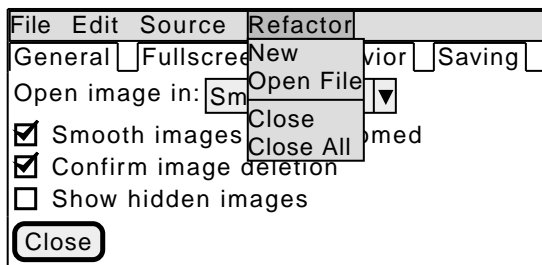 File Edit Source Refactor
General Fullscree vior Saving
New
Open File
Close
Close All
Open image in: Sm
Smooth images omed
Confirm image deletion
Show hidden images
Close